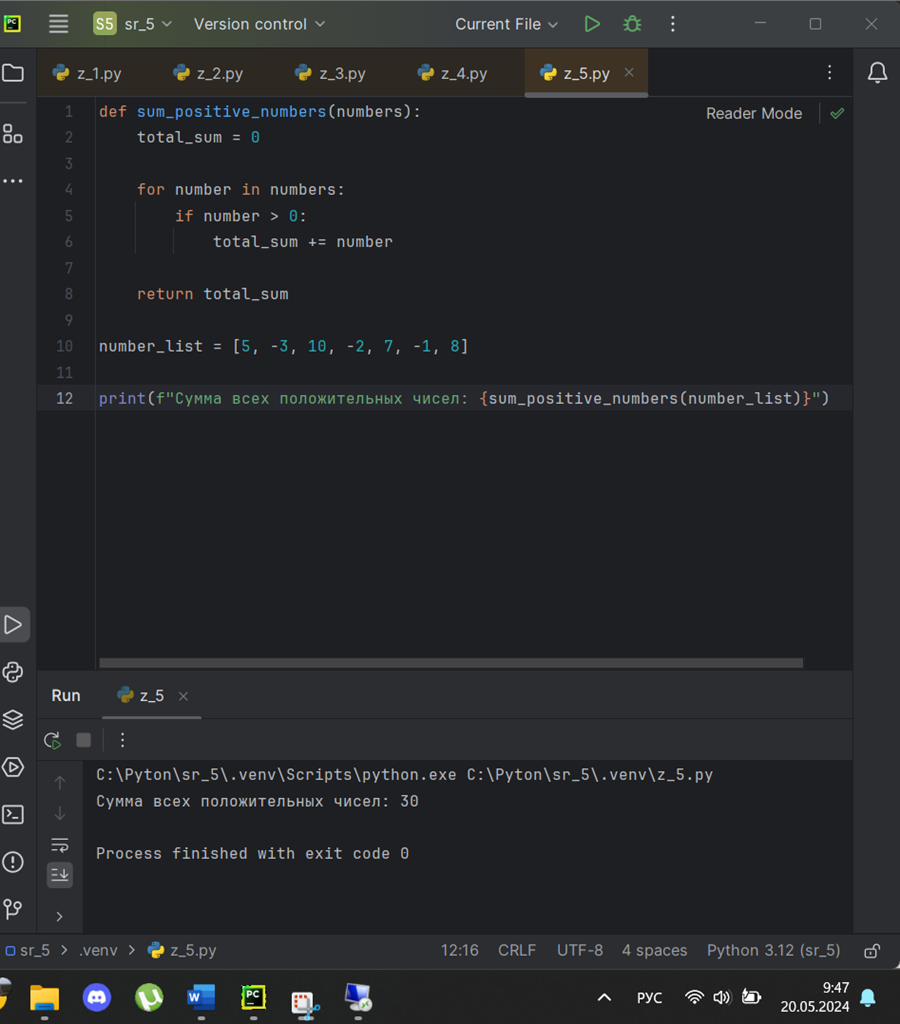 PC S5 sr_5 Version control Current File
z_1.py z_2.py z_3.py z_4.py z_5.py
Reader Mode
1 def sum_positive_numbers(numbers):
2     total_sum = 0
3
4     for number in numbers:
5         if number > 0:
6             total_sum += number
7
8     return total_sum
9
10 number_list = [5, -3, 10, -2, 7, -1, 8]
11
12 print(f"Сумма всех положительных чисел: {sum_positive_numbers(number_list)}")
Run z_5
C:\Pyton\sr_5\.venv\Scripts\python.exe C:\Pyton\sr_5\.venv\z_5.py
Сумма всех положительных чисел: 30
Process finished with exit code 0
sr_5 > .venv > z_5.py 12:16 CRLF UTF-8 4 spaces Python 3.12 (sr_5)
W PC РУС 9:47
20.05.2024